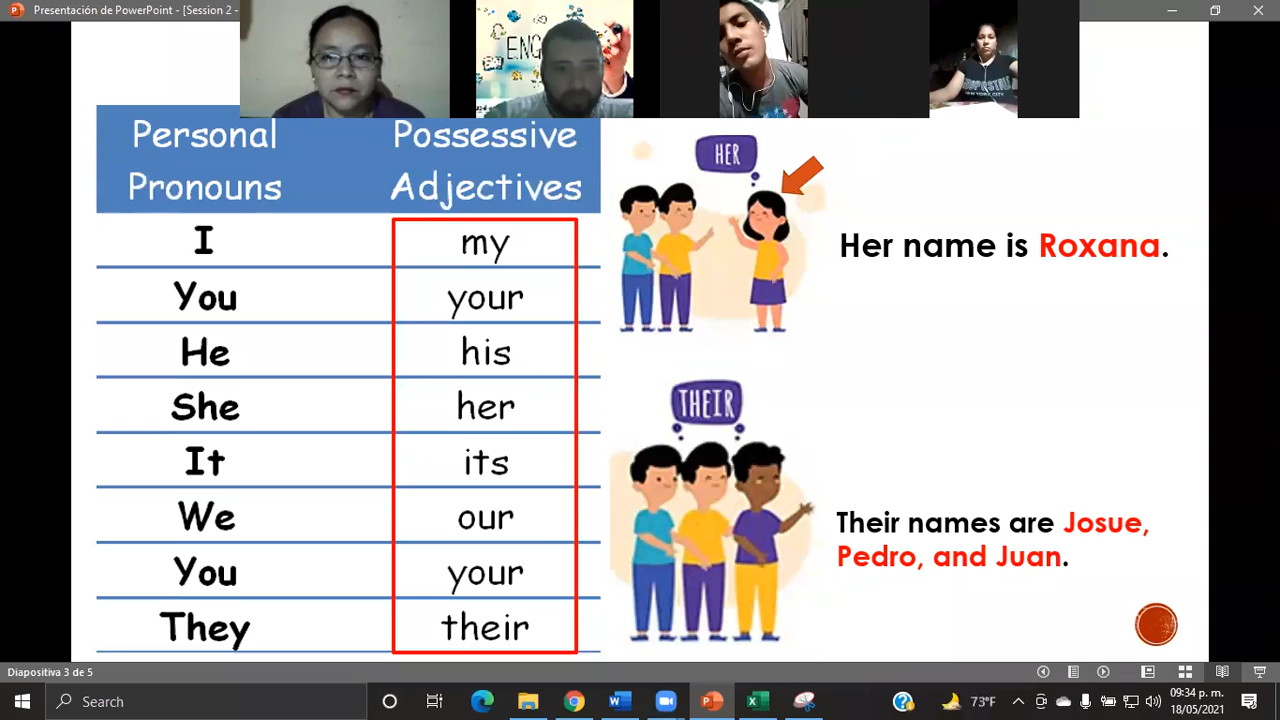 Presentación de PowerPoint - [Session 2 -
ENG
Personal Possessive
Pronouns Adjectives
I my
You your
He his
She her
It its
We our
You your
They their
HER
Her name is Roxana.
THEIR
Their names are Josue,
Pedro, and Juan.
Diapositiva 3 de 5
Search
73°F
09:34 p. m.
18/05/2021